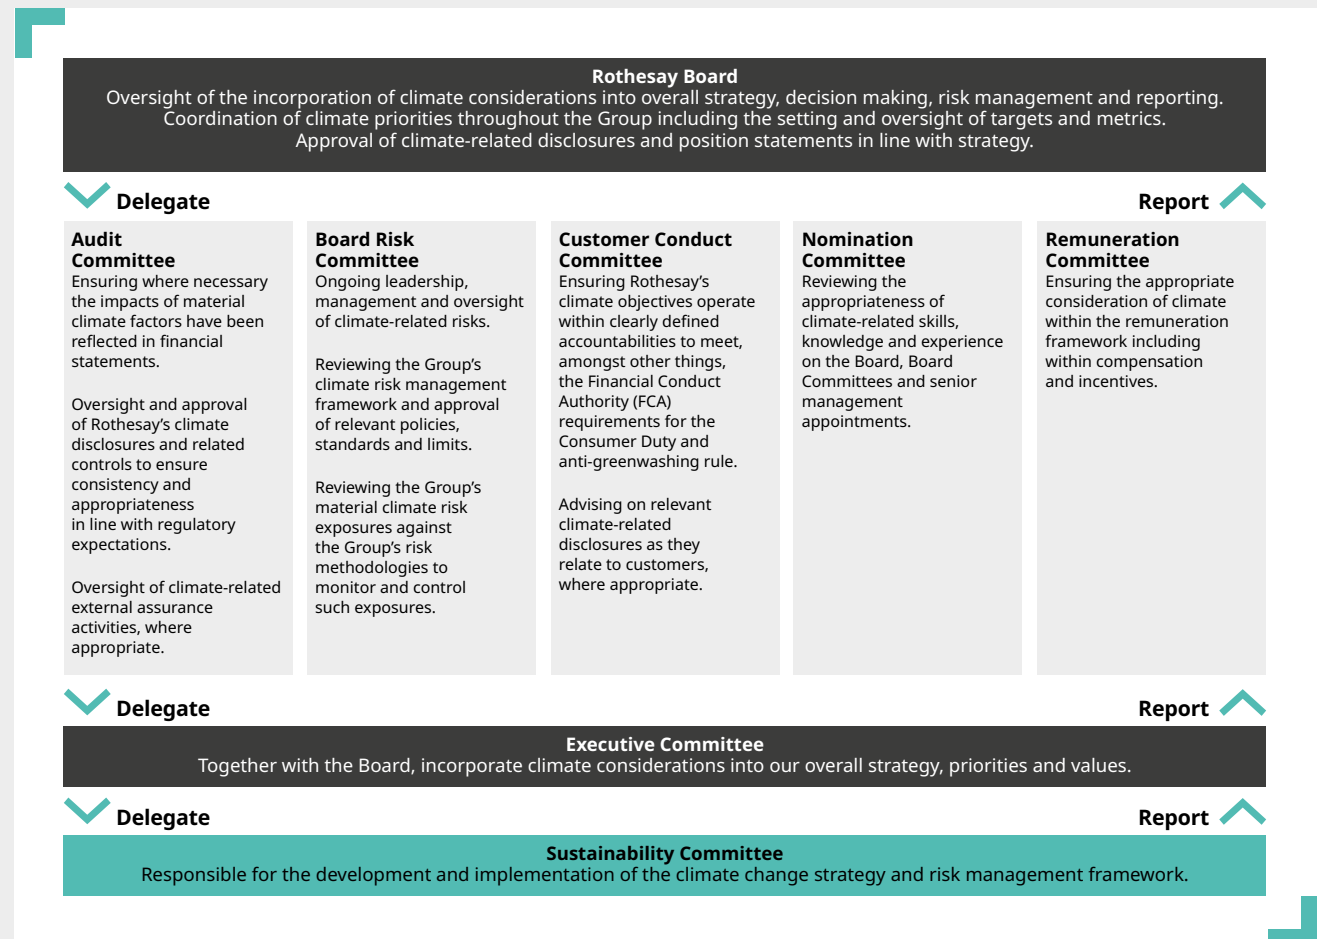 Rothesay Board
Oversight of the incorporation of climate considerations into overall strategy, decision making, risk management and reporting.
Coordination of climate priorities throughout the Group including the setting and oversight of targets and metrics.
Approval of climate-related disclosures and position statements in line with strategy.
Delegate
Report
Audit
Committee
Ensuring where necessary
the impacts of material
climate factors have been
reflected in financial
statements.
Oversight and approval
of Rothesay’s climate
disclosures and related
controls to ensure
consistency and
appropriateness
in line with regulatory
expectations.
Oversight of climate-related
external assurance
activities, where
appropriate.
Board Risk
Committee
Ongoing leadership,
management and oversight
of climate-related risks.
Reviewing the Group’s
climate risk management
framework and approval
of relevant policies,
standards and limits.
Reviewing the Group’s
material climate risk
exposures against
the Group’s risk
methodologies to
monitor and control
such exposures.
Customer Conduct
Committee
Ensuring Rothesay’s
climate objectives operate
within clearly defined
accountabilities to meet,
amongst other things,
the Financial Conduct
Authority (FCA)
requirements for the
Consumer Duty and
anti-greenwashing rule.
Advising on relevant
climate-related
disclosures as they
relate to customers,
where appropriate.
Nomination
Committee
Reviewing the
appropriateness of
climate-related skills,
knowledge and experience
on the Board, Board
Committees and senior
management
appointments.
Remuneration
Committee
Ensuring the appropriate
consideration of climate
within the remuneration
framework including
within compensation
and incentives.
Delegate
Report
Executive Committee
Together with the Board, incorporate climate considerations into our overall strategy, priorities and values.
Delegate
Report
Sustainability Committee
Responsible for the development and implementation of the climate change strategy and risk management framework.